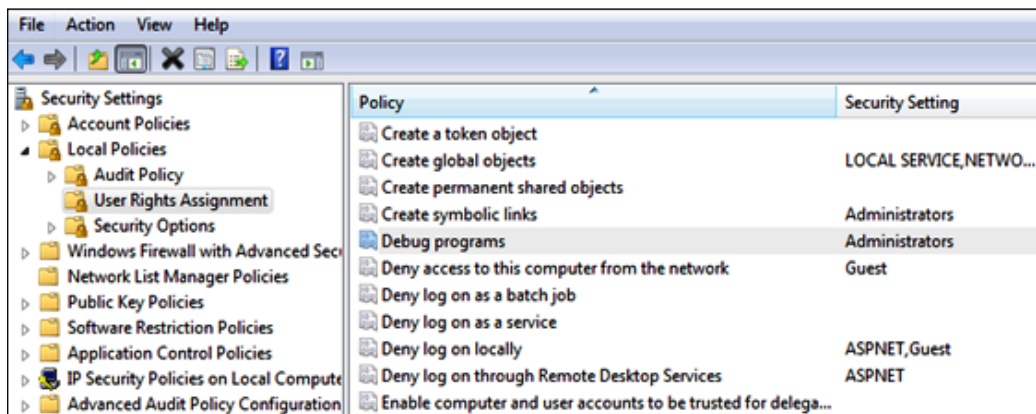 File Action View Help
Security Settings
Account Policies
Local Policies
Audit Policy
User Rights Assignment
Security Options
Windows Firewall with Advanced Sec
Network List Manager Policies
Public Key Policies
Software Restriction Policies
Application Control Policies
IP Security Policies on Local Compute
Advanced Audit Policy Configuration
Policy Security Setting
Create a token object
Create global objects LOCAL SERVICE,NETWO...
Create permanent shared objects
Create symbolic links Administrators
Debug programs Administrators
Deny access to this computer from the network Guest
Deny log on as a batch job
Deny log on as a service
Deny log on locally ASPNET,Guest
Deny log on through Remote Desktop Services ASPNET
Enable computer and user accounts to be trusted for delega...